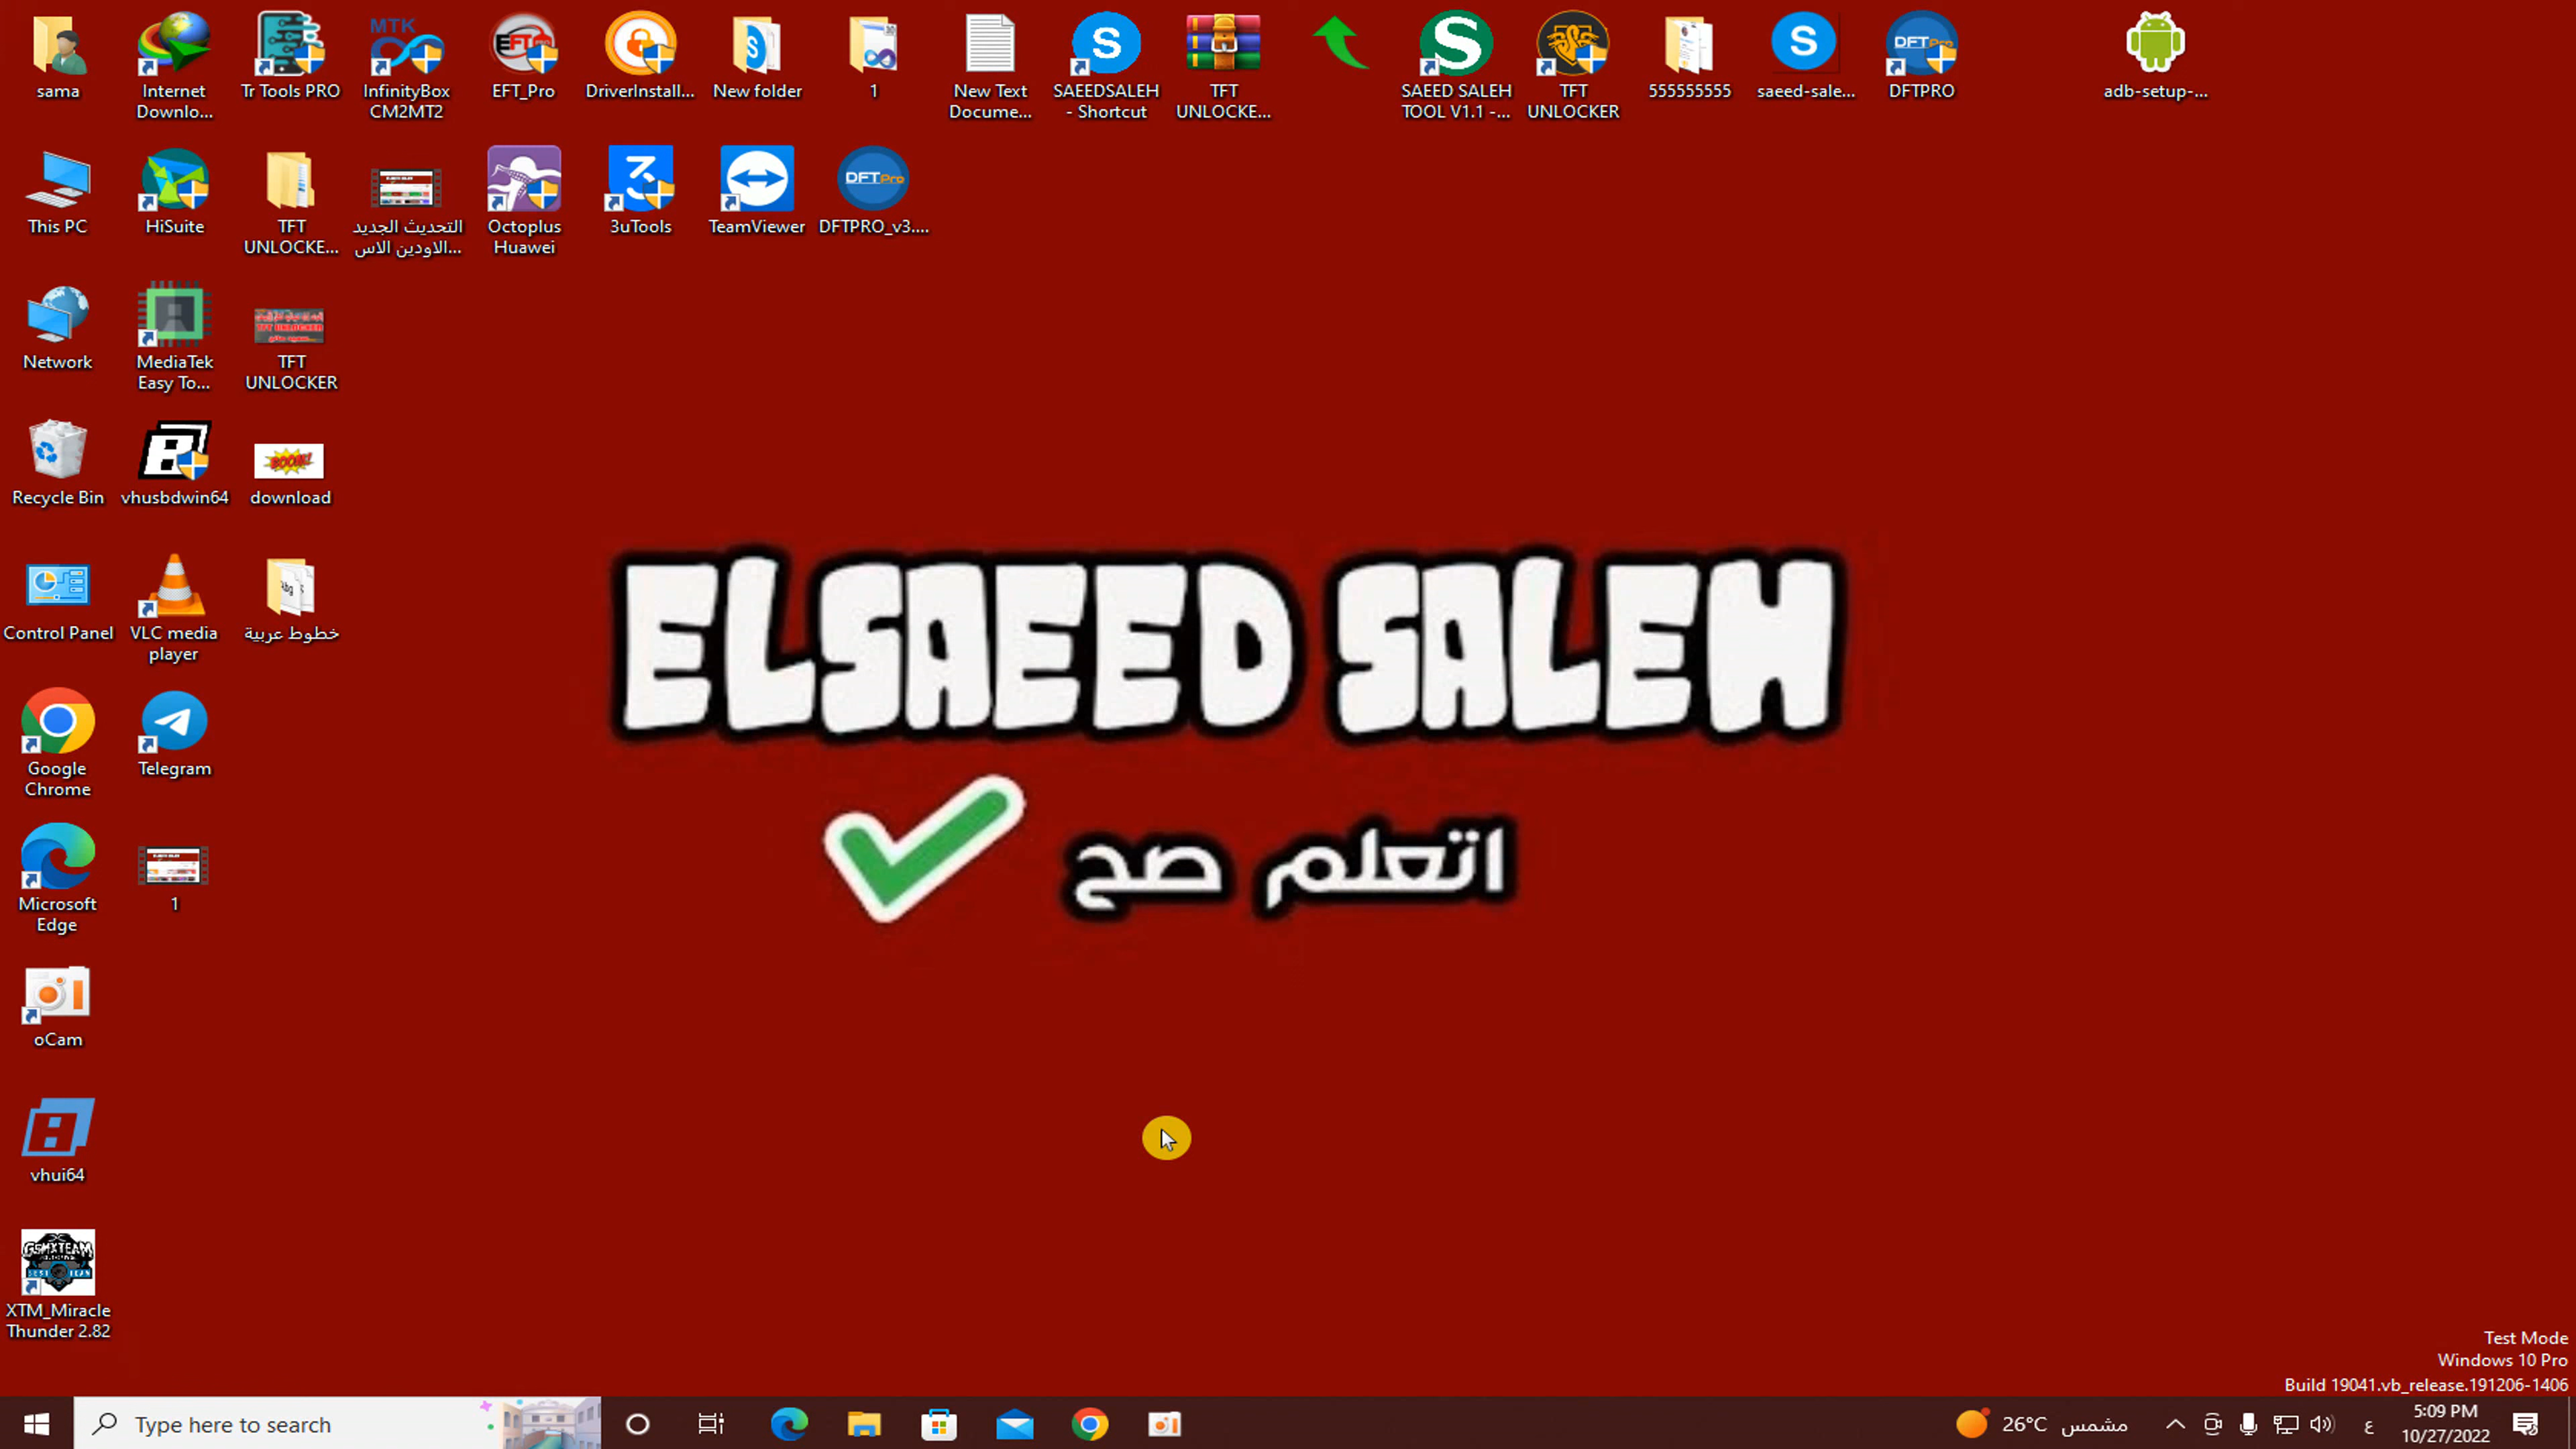 sama
Internet Downlo...
Tr Tools PRO
MTK
InfinityBox CM2MT2
EFT_Pro
DriverInstall...
New folder
1
New Text Docume...
SAEEDSALEH - Shortcut
TFT UNLOCKE...
SAEED SALEH TOOL V1.1 -...
TFT UNLOCKER
555555555
saeed-sale...
DFTPRO
adb-setup-...
This PC
HiSuite
TFT UNLOCKE...
التحديث الجديد
الاودين الاس...
Octoplus Huawei
3uTools
TeamViewer
DFTPro
DFTPRO_v3....
Network
MediaTek Easy To...
TFT UNLOCKER
Recycle Bin
vhusbdwin64
BOOM!
download
Control Panel
VLC media player
خطوط عربية
Google Chrome
Telegram
Microsoft Edge
1
oCam
vhui64
XTM_Miracle Thunder 2.82
ELSAEED SALEH
اتعلم صح
Test Mode
Windows 10 Pro
Build 19041.vb_release.191206-1406
Type here to search
26°C مشمس
ع
5:09 PM
10/27/2022